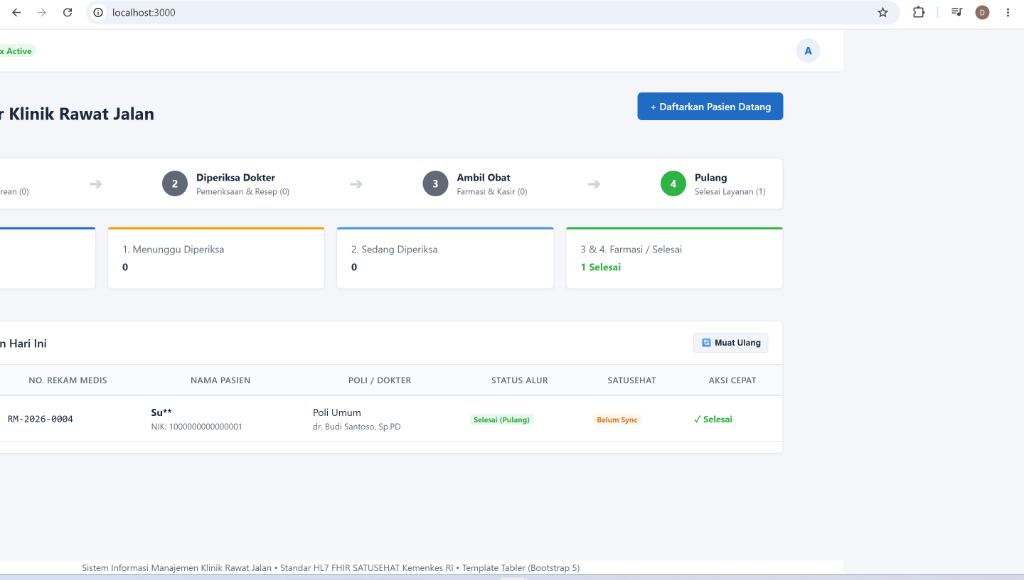 localhost:3000
D
x Active
A
r Klinik Rawat Jalan
+ Daftarkan Pasien Datang
rean (0)
➔
2
Diperiksa Dokter
Pemeriksaan & Resep (0)
➔
3
Ambil Obat
Farmasi & Kasir (0)
➔
4
Pulang
Selesai Layanan (1)
1. Menunggu Diperiksa
0
2. Sedang Diperiksa
0
3 & 4. Farmasi / Selesai
1 Selesai
n Hari Ini
Muat Ulang
NO. REKAM MEDIS NAMA PASIEN POLI / DOKTER STATUS ALUR SATUSEHAT AKSI CEPAT
RM-2026-0004
Su**
NIK: 1000000000000001
Poli Umum
dr. Budi Santoso, Sp.PD
Selesai (Pulang)
Belum Sync
✓ Selesai
Sistem Informasi Manajemen Klinik Rawat Jalan • Standar HL7 FHIR SATUSEHAT Kemenkes RI • Template Tabler (Bootstrap 5)